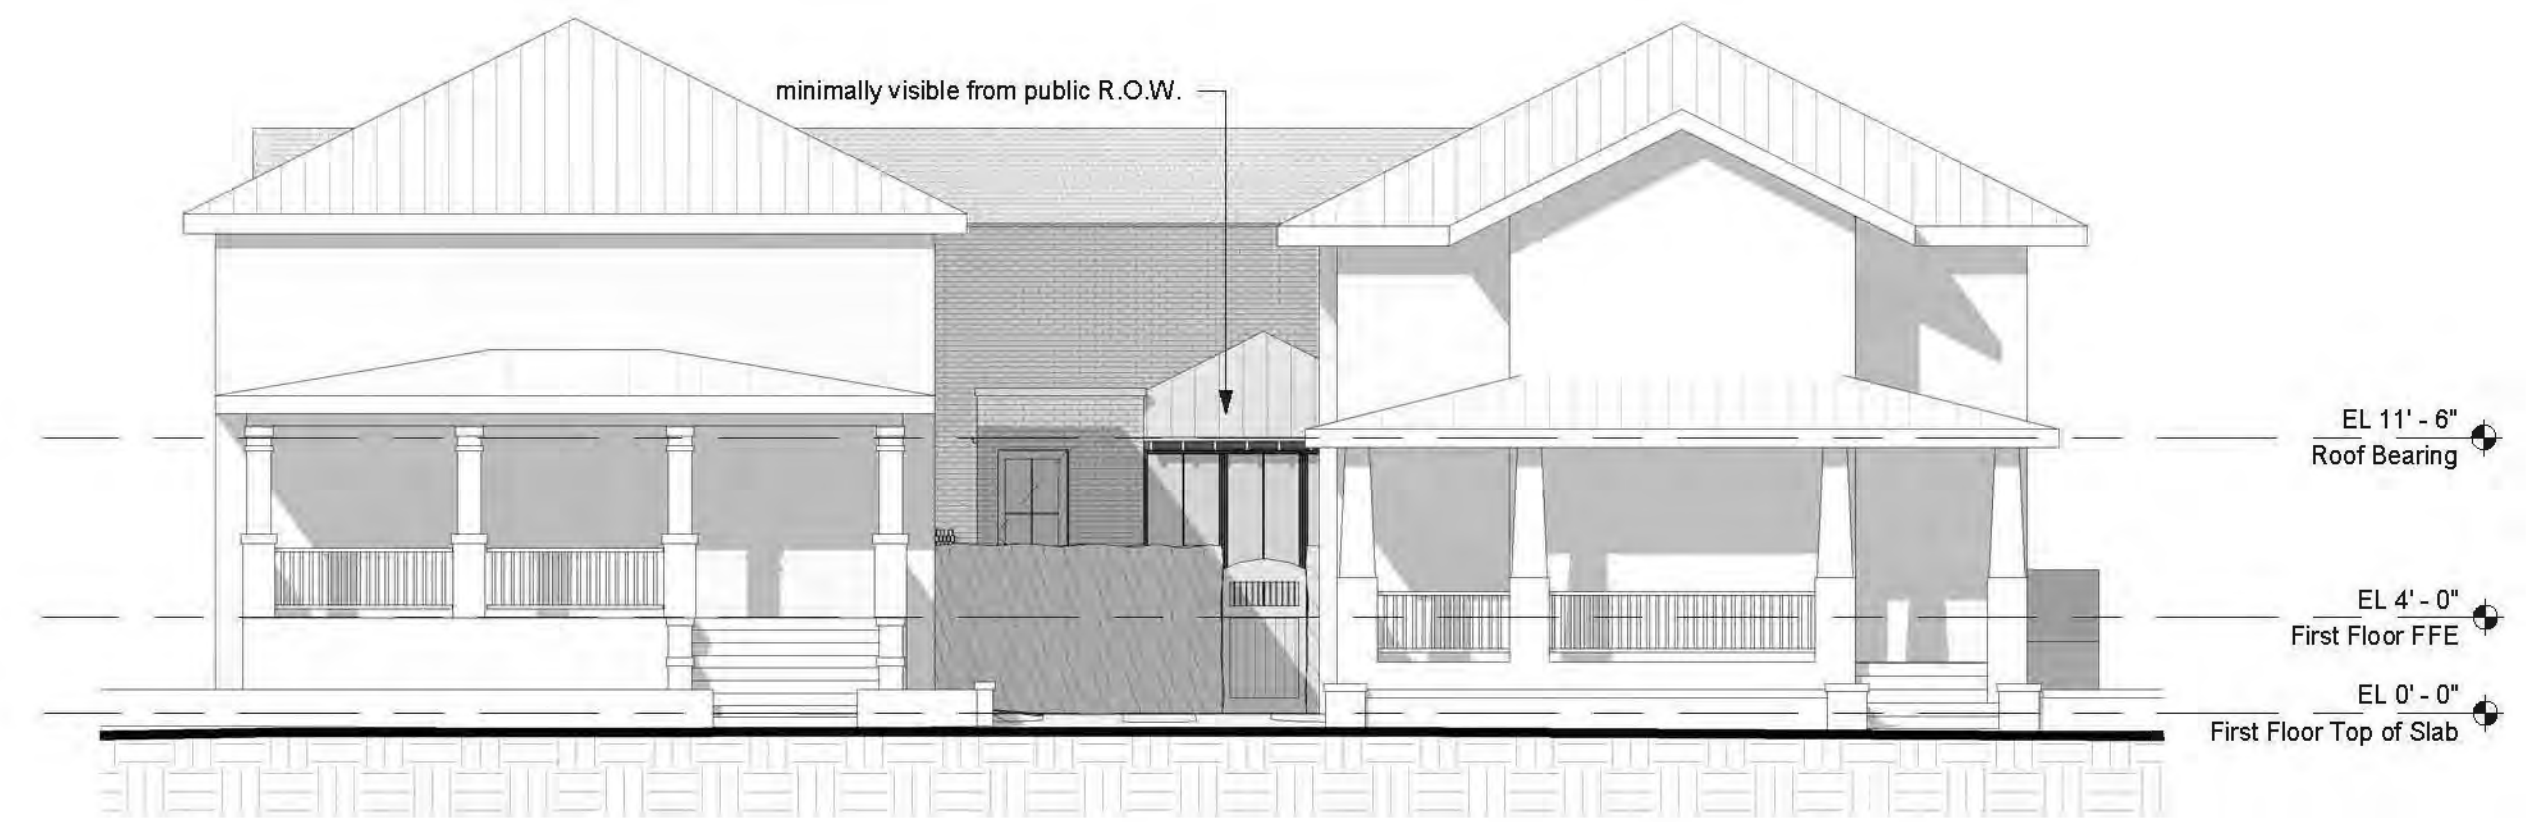 minimally visible from public R.O.W.
EL 11' - 6"
Roof Bearing
EL 4' - 0"
First Floor FFE
EL 0' - 0"
First Floor Top of Slab